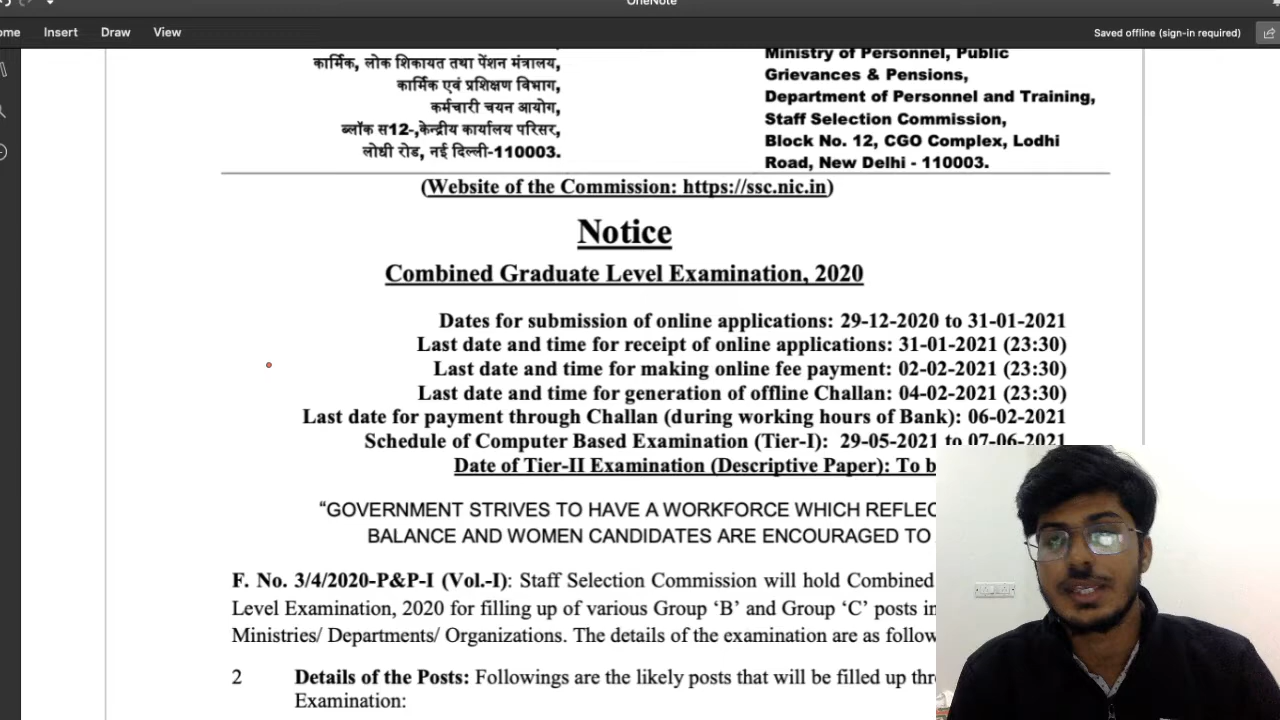 OneNote
ome Insert Draw View Saved offline (sign-in required)
कार्मिक, लोक शिकायत तथा पेंशन मंत्रालय,
कार्मिक एवं प्रशिक्षण विभाग,
कर्मचारी चयन आयोग,
ब्लॉक स12-,केन्द्रीय कार्यालय परिसर,
लोधी रोड, नई दिल्ली-110003.
Ministry of Personnel, Public
Grievances & Pensions,
Department of Personnel and Training,
Staff Selection Commission,
Block No. 12, CGO Complex, Lodhi
Road, New Delhi - 110003.
(Website of the Commission: https://ssc.nic.in)
Notice
Combined Graduate Level Examination, 2020
Dates for submission of online applications: 29-12-2020 to 31-01-2021
Last date and time for receipt of online applications: 31-01-2021 (23:30)
Last date and time for making online fee payment: 02-02-2021 (23:30)
Last date and time for generation of offline Challan: 04-02-2021 (23:30)
Last date for payment through Challan (during working hours of Bank): 06-02-2021
Schedule of Computer Based Examination (Tier-I): 29-05-2021 to 07-06-2021
Date of Tier-II Examination (Descriptive Paper): To b
“GOVERNMENT STRIVES TO HAVE A WORKFORCE WHICH REFLEC
BALANCE AND WOMEN CANDIDATES ARE ENCOURAGED TO
F. No. 3/4/2020-P&P-I (Vol.-I): Staff Selection Commission will hold Combined
Level Examination, 2020 for filling up of various Group ‘B’ and Group ‘C’ posts in
Ministries/ Departments/ Organizations. The details of the examination are as follow
2 Details of the Posts: Followings are the likely posts that will be filled up thr
Examination: